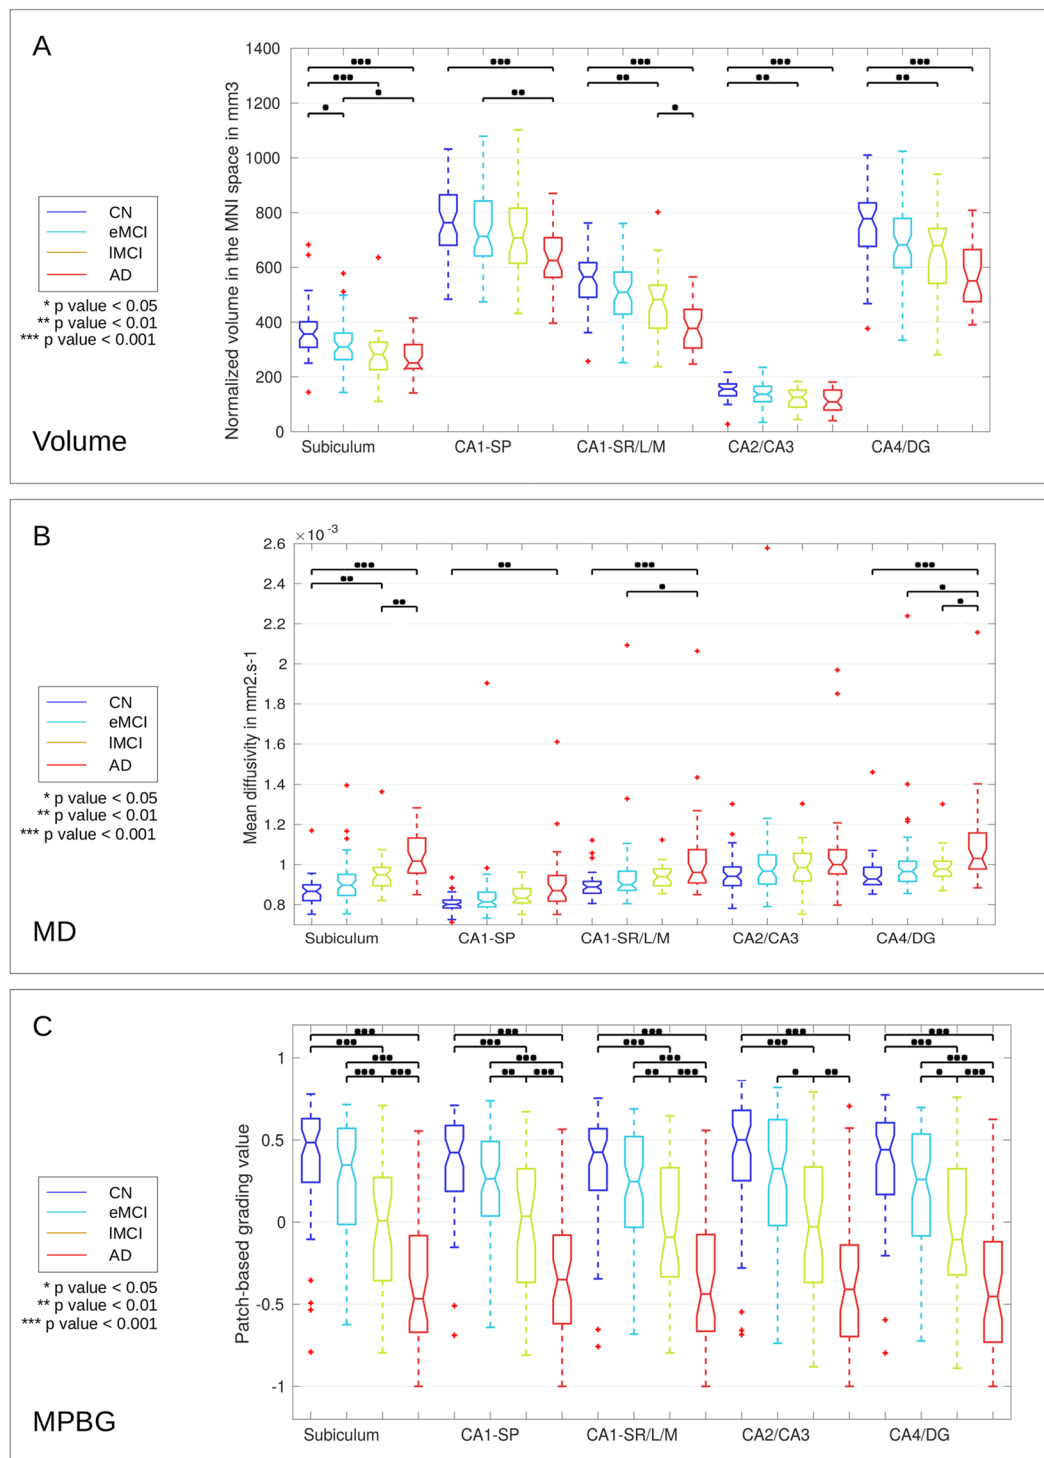 A
Normalized volume in the MNI space in mm3
1400
1200
1000
800
600
400
200
0
***
***
*
*
***
**
***
**
*
***
**
***
**
CN
eMCI
lMCI
AD
* p value < 0.05
** p value < 0.01
*** p value < 0.001
Volume
Subiculum CA1-SP CA1-SR/L/M CA2/CA3 CA4/DG
B
×10 -3
Mean diffusivity in mm2.s-1
2.6
2.4
2.2
2
1.8
1.6
1.4
1.2
1
0.8
***
**
**
**
***
*
***
*
*
CN
eMCI
lMCI
AD
* p value < 0.05
** p value < 0.01
*** p value < 0.001
MD
Subiculum CA1-SP CA1-SR/L/M CA2/CA3 CA4/DG
C
Patch-based grading value
1
0.5
0
-0.5
-1
*** *** *** *** ***
*** *** *** *** ***
*** *** *** ***
*** *** ** *** ** *** * ** * ***
CN
eMCI
lMCI
AD
* p value < 0.05
** p value < 0.01
*** p value < 0.001
MPBG
Subiculum CA1-SP CA1-SR/L/M CA2/CA3 CA4/DG